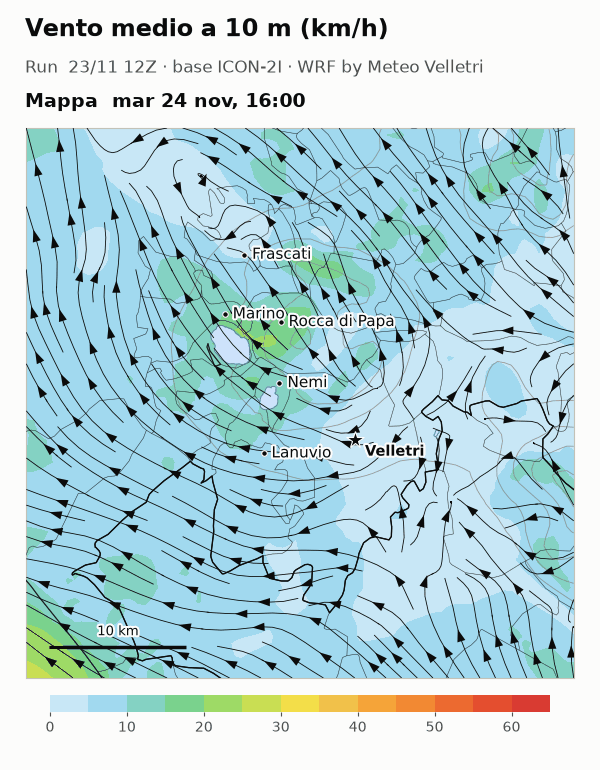 Vento medio a 10 m (km/h)
Run  23/11 12Z · base ICON-2I · WRF by Meteo Velletri
Mappa  mar 24 nov, 16:00
Frascati
Marino
Rocca di Papa
Nemi
Velletri
Lanuvio
10 km
0 10 20 30 40 50 60